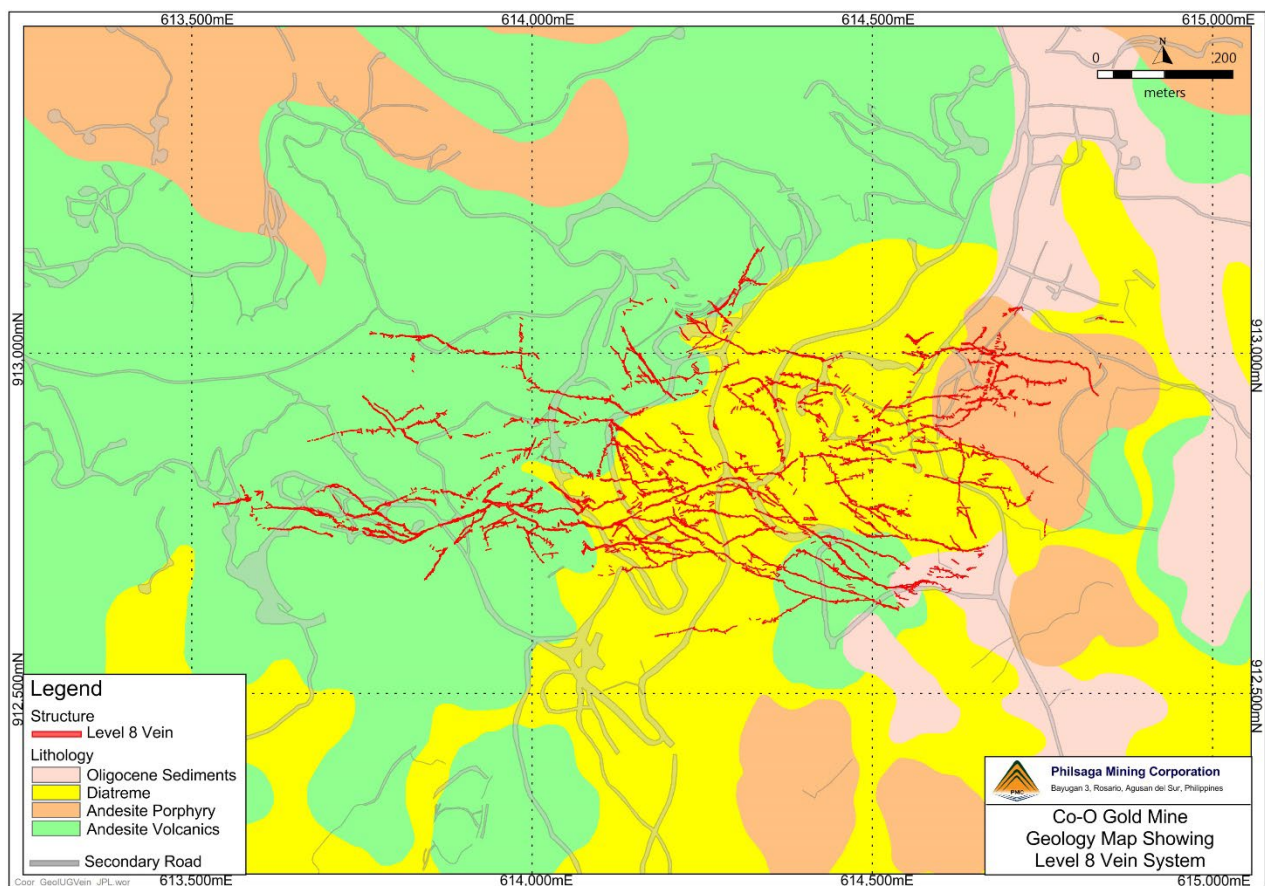 613,500mE
614,000mE
614,500mE
615,000mE
N
0
200
meters
913,000mN
913,000mN
912,500mN
912,500mN
Legend
Structure
Level 8 Vein
Lithology
Oligocene Sediments
Diatreme
Andesite Porphyry
Andesite Volcanics
Secondary Road
PMC
Philsaga Mining Corporation
Bayugan 3, Rosario, Agusan del Sur, Philippines
Co-O Gold Mine
Geology Map Showing
Level 8 Vein System
Coor_GeolUGVein_JPL.wor
613,500mE
614,000mE
614,500mE
615,000mE